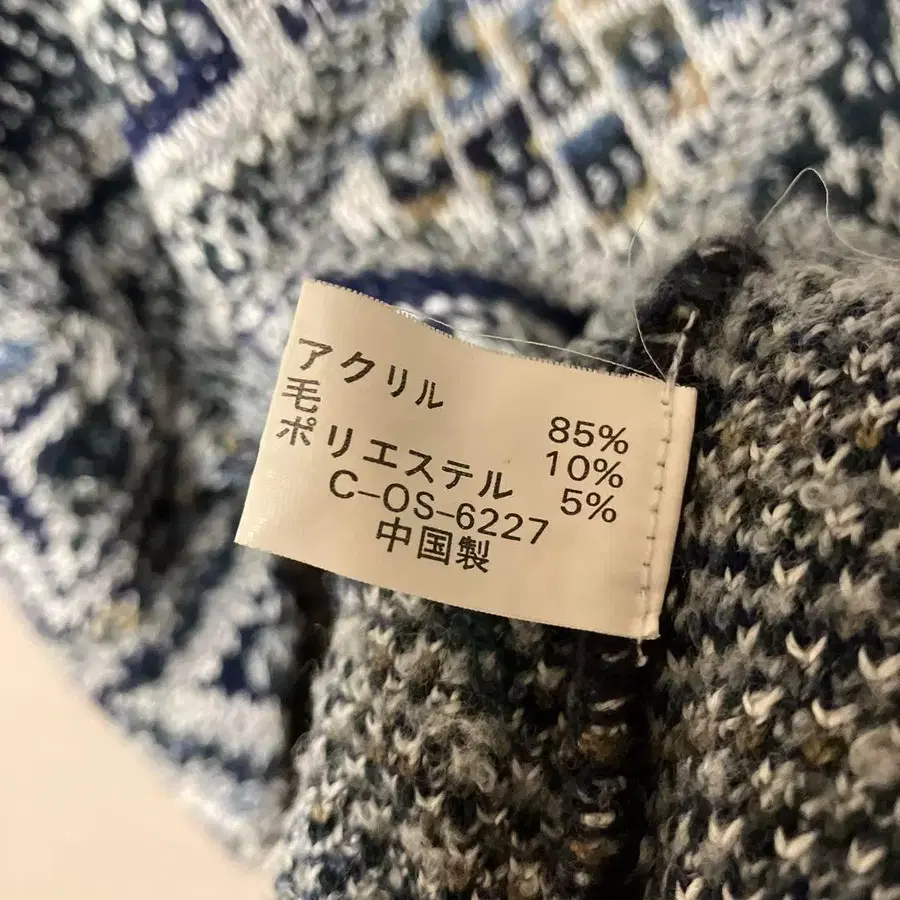 アクリル 85%
毛 10%
ポリエステル 5%
C-OS-6227
中国製